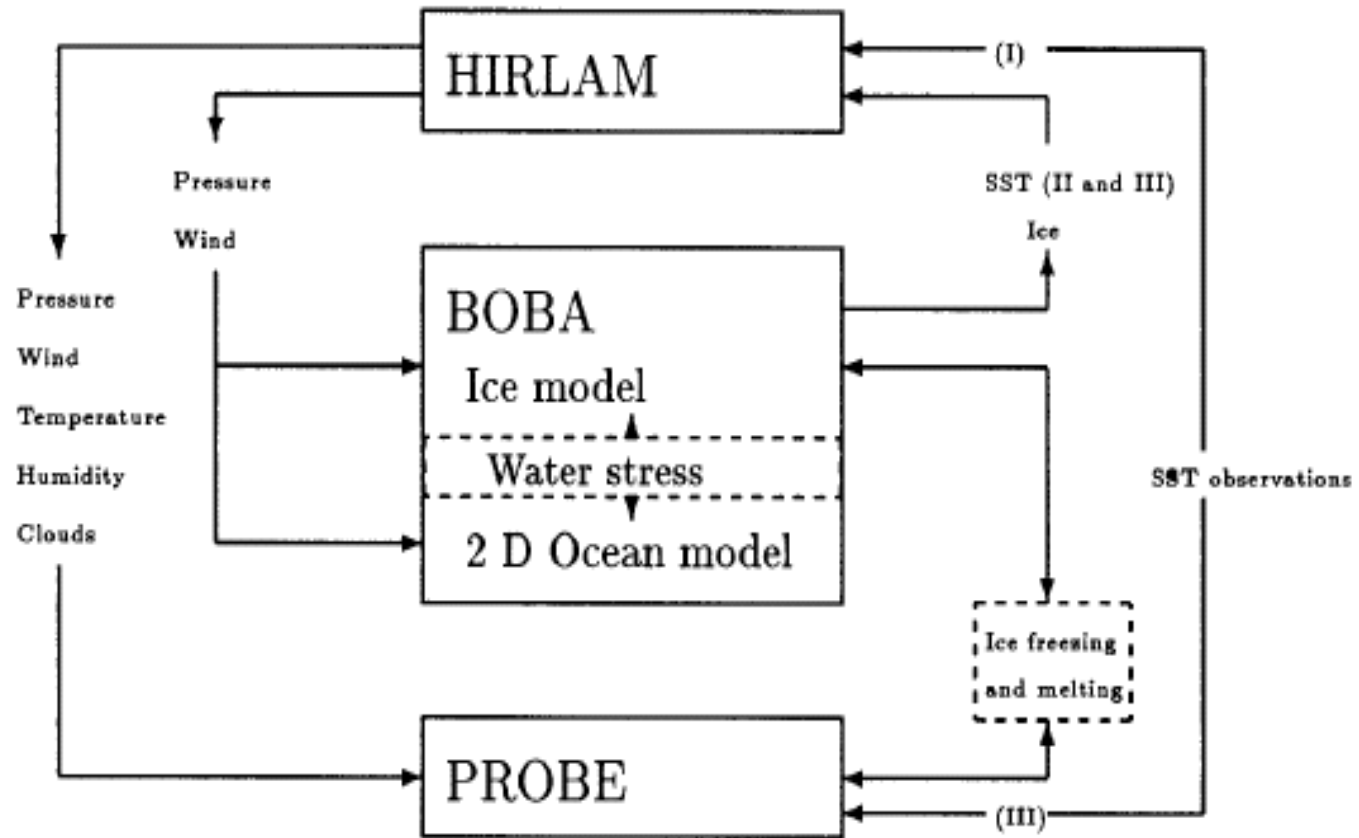 HIRLAM
(I)
Pressure
Wind
SST (II and III)
Ice
Pressure
Wind
Temperature
Humidity
Clouds
BOBA
Ice model
Water stress
2 D Ocean model
SST observations
Ice freezing
and melting
PROBE
(III)